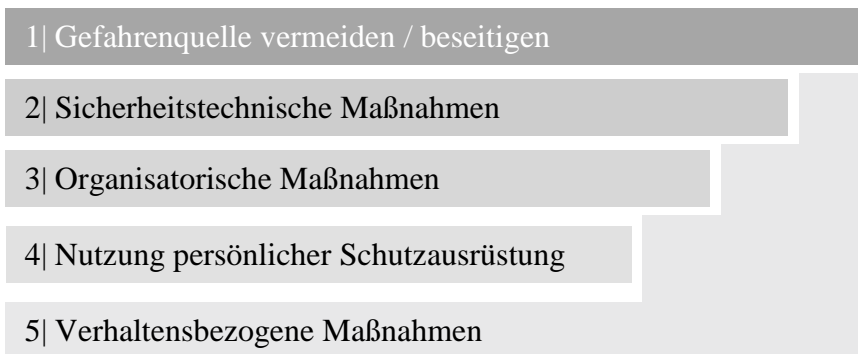 1| Gefahrenquelle vermeiden / beseitigen
2| Sicherheitstechnische Maßnahmen
3| Organisatorische Maßnahmen
4| Nutzung persönlicher Schutzausrüstung
5| Verhaltensbezogene Maßnahmen